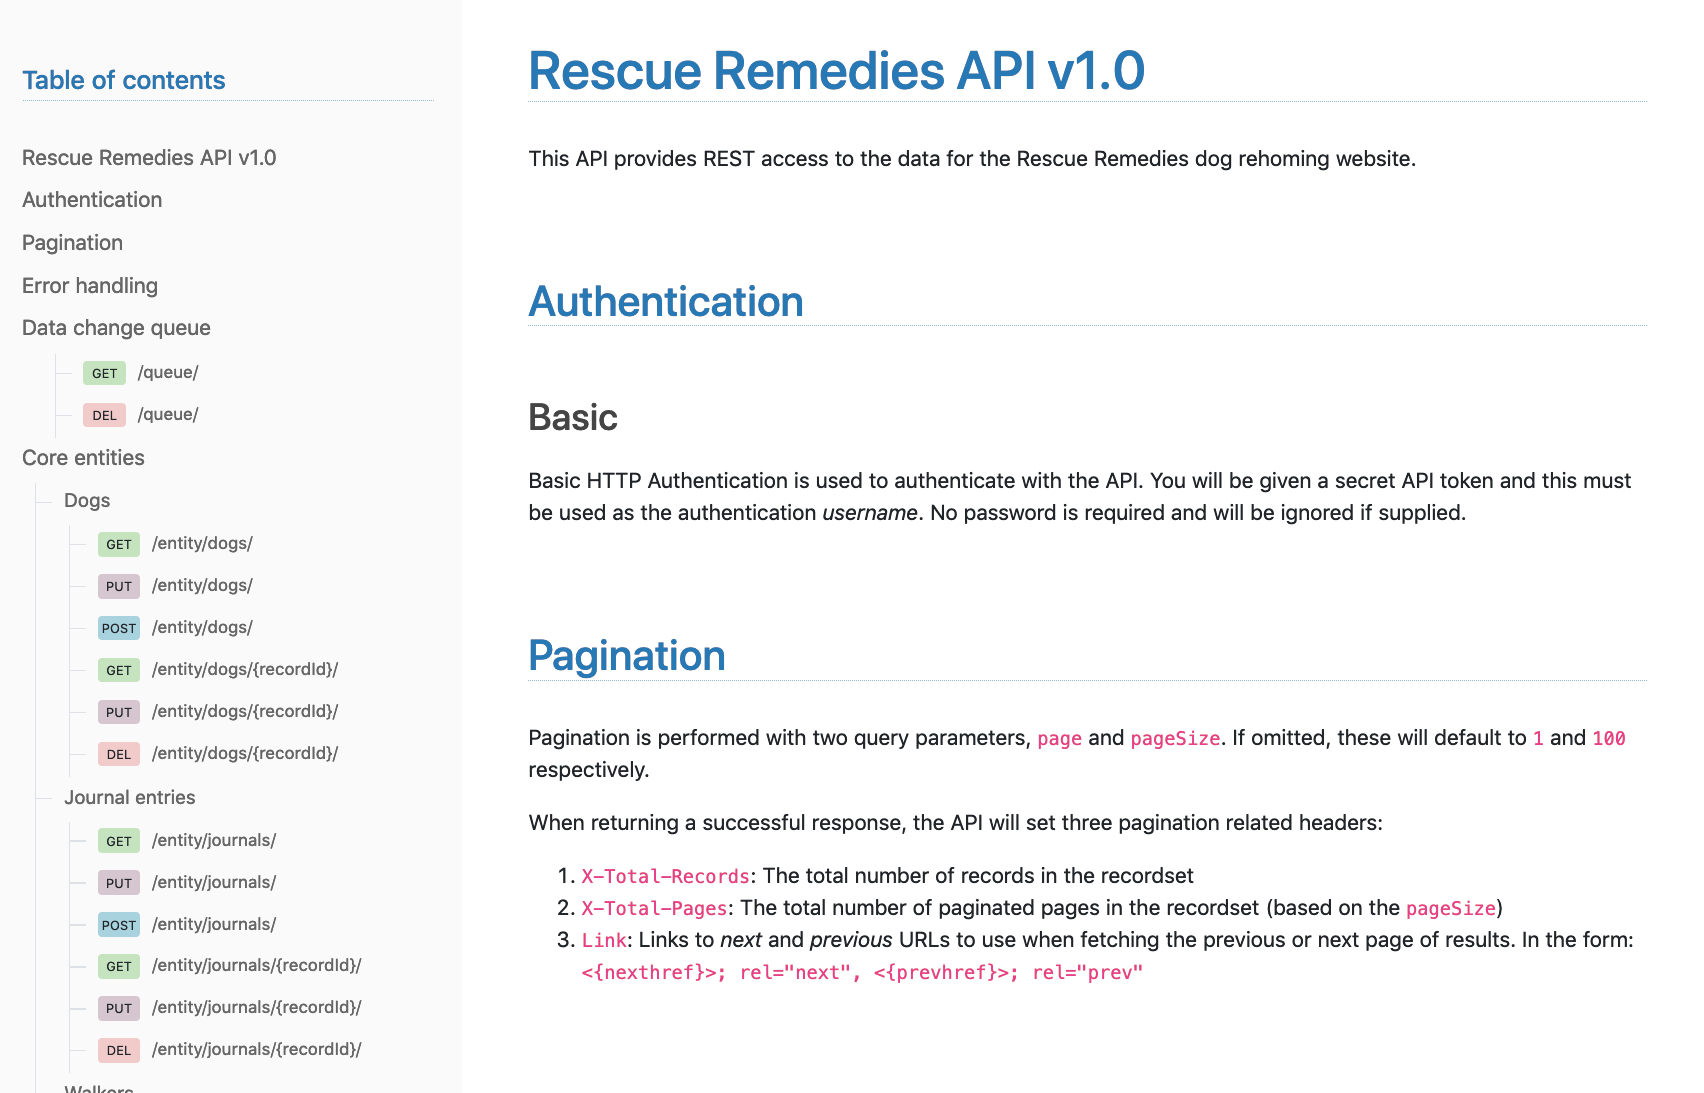 Table of contents
Rescue Remedies API v1.0
Authentication
Pagination
Error handling
Data change queue
GET /queue/
DEL /queue/
Core entities
Dogs
GET /entity/dogs/
PUT /entity/dogs/
POST /entity/dogs/
GET /entity/dogs/{recordId}/
PUT /entity/dogs/{recordId}/
DEL /entity/dogs/{recordId}/
Journal entries
GET /entity/journals/
PUT /entity/journals/
POST /entity/journals/
GET /entity/journals/{recordId}/
PUT /entity/journals/{recordId}/
DEL /entity/journals/{recordId}/
Walkers
Rescue Remedies API v1.0
This API provides REST access to the data for the Rescue Remedies dog rehoming website.
Authentication
Basic
Basic HTTP Authentication is used to authenticate with the API. You will be given a secret API token and this must
be used as the authentication username. No password is required and will be ignored if supplied.
Pagination
Pagination is performed with two query parameters, page and pageSize. If omitted, these will default to 1 and 100
respectively.
When returning a successful response, the API will set three pagination related headers:
1. X-Total-Records: The total number of records in the recordset
2. X-Total-Pages: The total number of paginated pages in the recordset (based on the pageSize)
3. Link: Links to next and previous URLs to use when fetching the previous or next page of results. In the form:
<{nexthref}>; rel="next", <{prevhref}>; rel="prev"